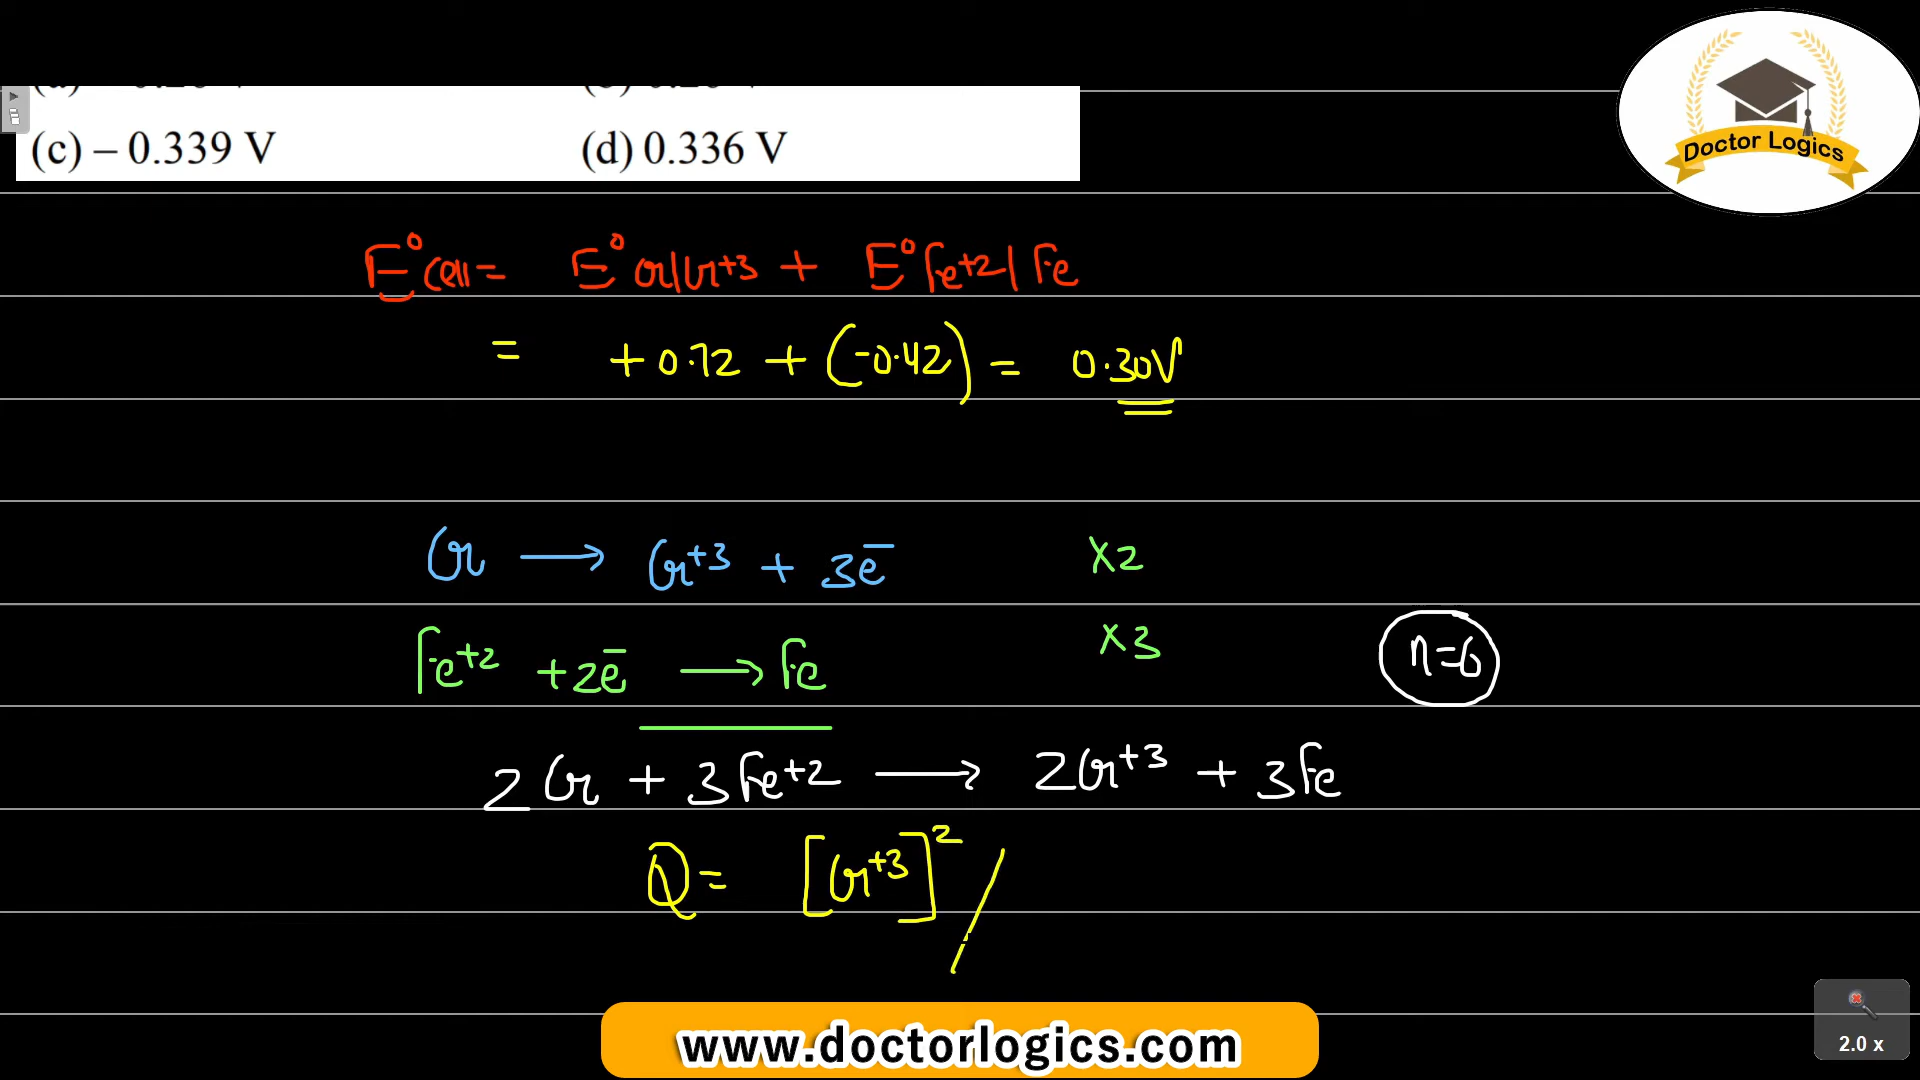 (c) – 0.339 V (d) 0.336 V
Doctor Logics
E° Cell = E° Cr|Cr+3 + E° Fe+2|Fe
= +0.72 + (-0.42) = 0.30V
Cr ⟶ Cr+3 + 3e̅ ×2
Fe+2 + 2e̅ ⟶ Fe ×3
n=6
2Cr + 3Fe+2 ⟶ 2Cr+3 + 3Fe
Q = [Cr+3]² /
www.doctorlogics.com
2.0 x